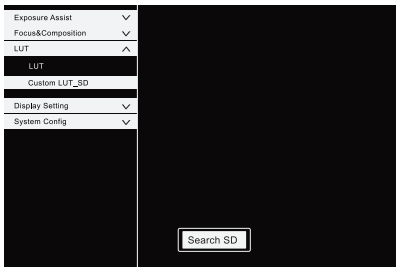 Exposure Assist
Focus&Composition
LUT
LUT
Custom LUT_SD
Display Setting
System Config
Search SD